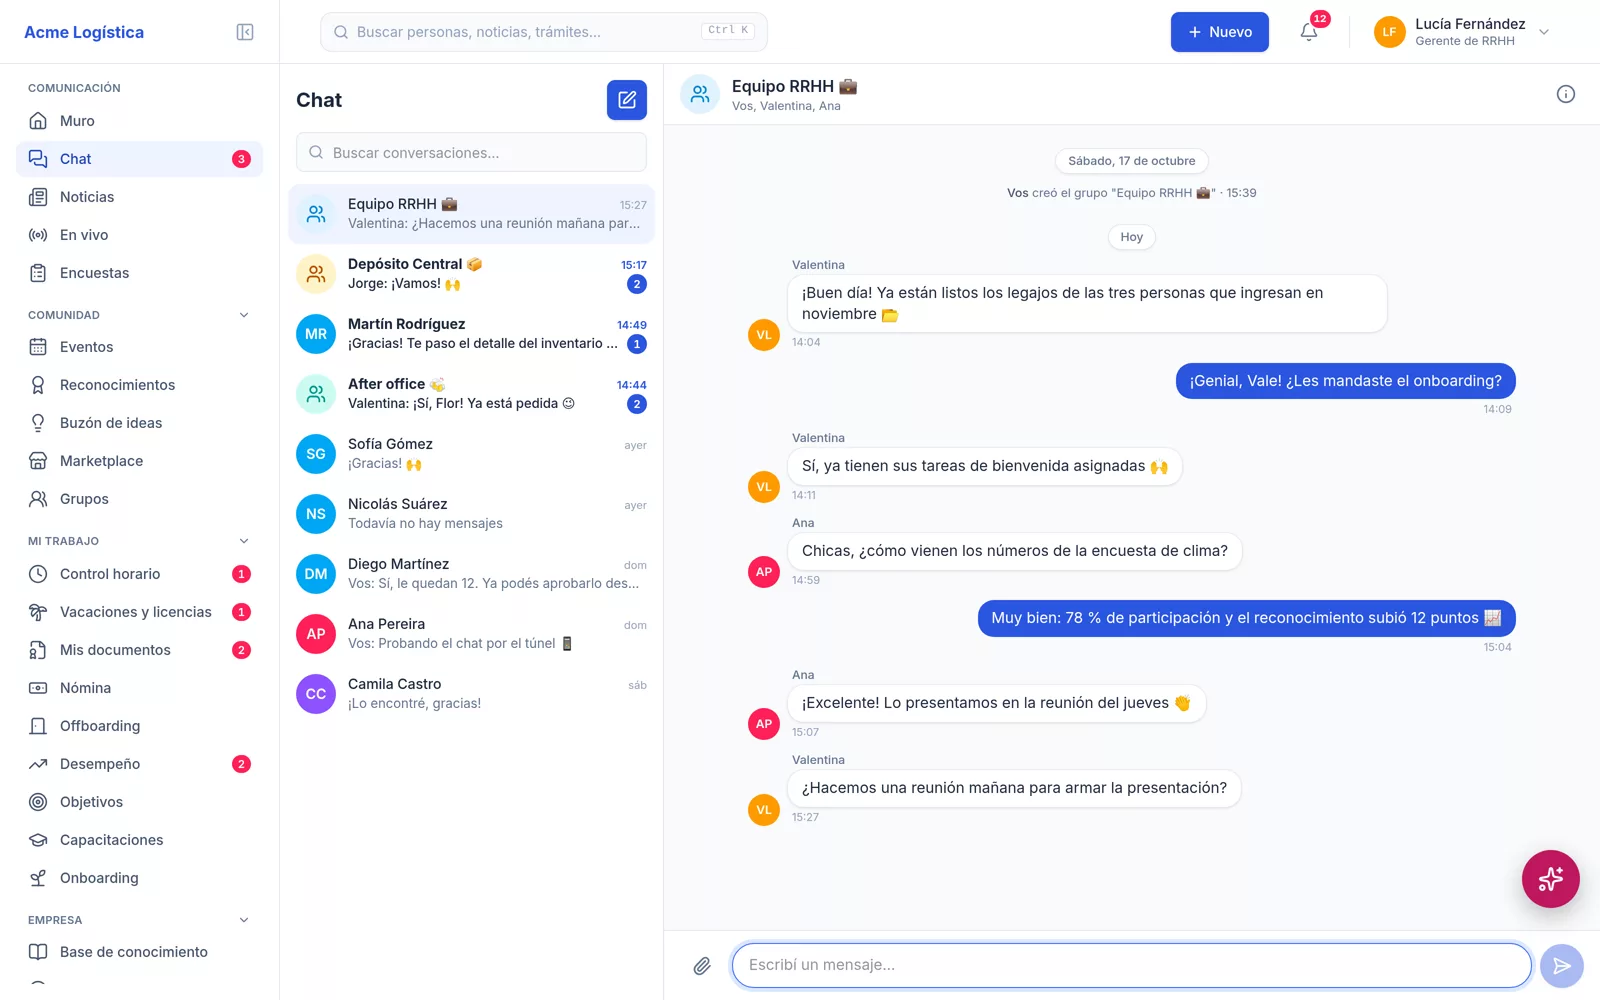 Acme Logística
Buscar personas, noticias, trámites...
Ctrl K
Nuevo
12
LF
Lucía Fernández
Gerente de RRHH
COMUNICACIÓN
Muro
Chat
3
Noticias
En vivo
Encuestas
COMUNIDAD
Eventos
Reconocimientos
Buzón de ideas
Marketplace
Grupos
MI TRABAJO
Control horario
1
Vacaciones y licencias
1
Mis documentos
2
Nómina
Offboarding
Desempeño
2
Objetivos
Capacitaciones
Onboarding
EMPRESA
Base de conocimiento
Chat
Buscar conversaciones...
Equipo RRHH 💼
15:27
Valentina: ¿Hacemos una reunión mañana par...
Depósito Central 📦
15:17
Jorge: ¡Vamos! 🙌
2
MR
Martín Rodríguez
14:49
¡Gracias! Te paso el detalle del inventario ...
1
After office 🍻
14:44
Valentina: ¡Sí, Flor! Ya está pedida 😉
2
SG
Sofía Gómez
ayer
¡Gracias! 🙌
NS
Nicolás Suárez
ayer
Todavía no hay mensajes
DM
Diego Martínez
dom
Vos: Sí, le quedan 12. Ya podés aprobarlo des...
AP
Ana Pereira
dom
Vos: Probando el chat por el túnel 📱
CC
Camila Castro
sáb
¡Lo encontré, gracias!
Equipo RRHH 💼
Vos, Valentina, Ana
Sábado, 17 de octubre
Vos creó el grupo "Equipo RRHH 💼" · 15:39
Hoy
Valentina
¡Buen día! Ya están listos los legajos de las tres personas que ingresan en
noviembre 📂
VL
14:04
¡Genial, Vale! ¿Les mandaste el onboarding?
14:09
Valentina
Sí, ya tienen sus tareas de bienvenida asignadas 🙌
VL
14:11
Ana
Chicas, ¿cómo vienen los números de la encuesta de clima?
AP
14:59
Muy bien: 78 % de participación y el reconocimiento subió 12 puntos 📈
15:04
Ana
¡Excelente! Lo presentamos en la reunión del jueves 👏
AP
15:07
Valentina
¿Hacemos una reunión mañana para armar la presentación?
VL
15:27
Escribí un mensaje...